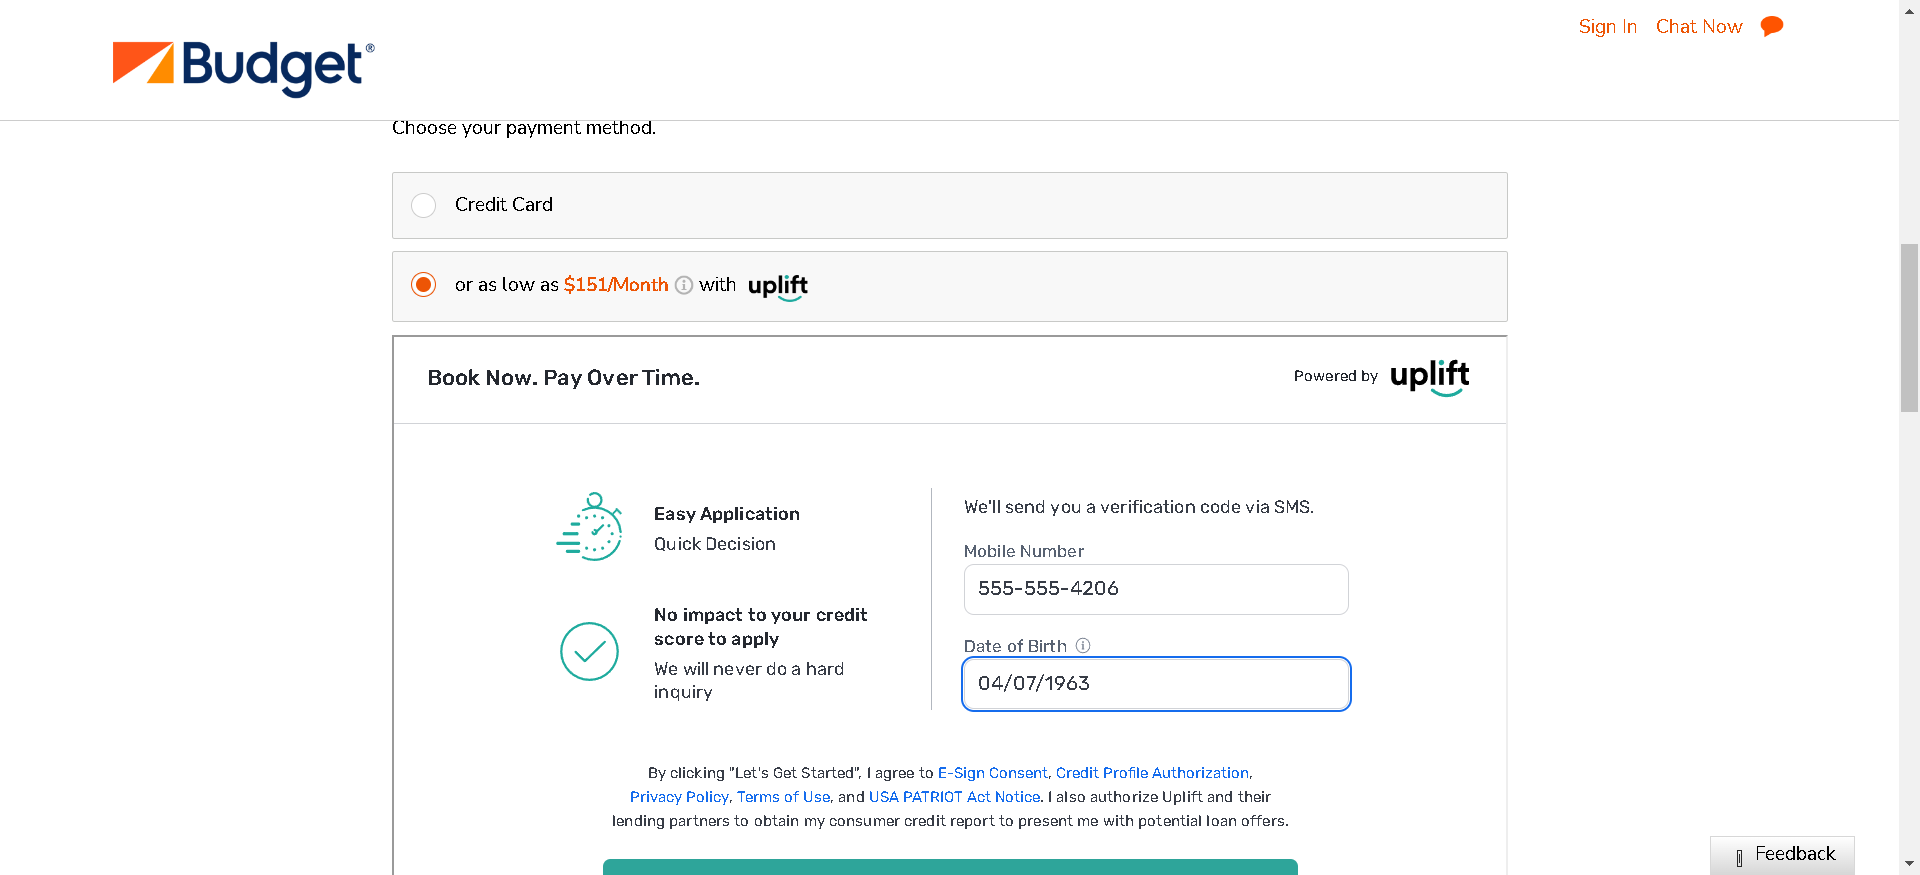 Sign In Chat Now
Budget®
Choose your payment method.
Credit Card
or as low as $151/Month with uplift
Book Now. Pay Over Time.
Powered by uplift
Easy Application
Quick Decision
No impact to your credit
score to apply
We will never do a hard
inquiry
We'll send you a verification code via SMS.
Mobile Number
555-555-4206
Date of Birth
04/07/1963
By clicking "Let's Get Started", I agree to E-Sign Consent, Credit Profile Authorization,
Privacy Policy, Terms of Use, and USA PATRIOT Act Notice. I also authorize Uplift and their
lending partners to obtain my consumer credit report to present me with potential loan offers.
Feedback